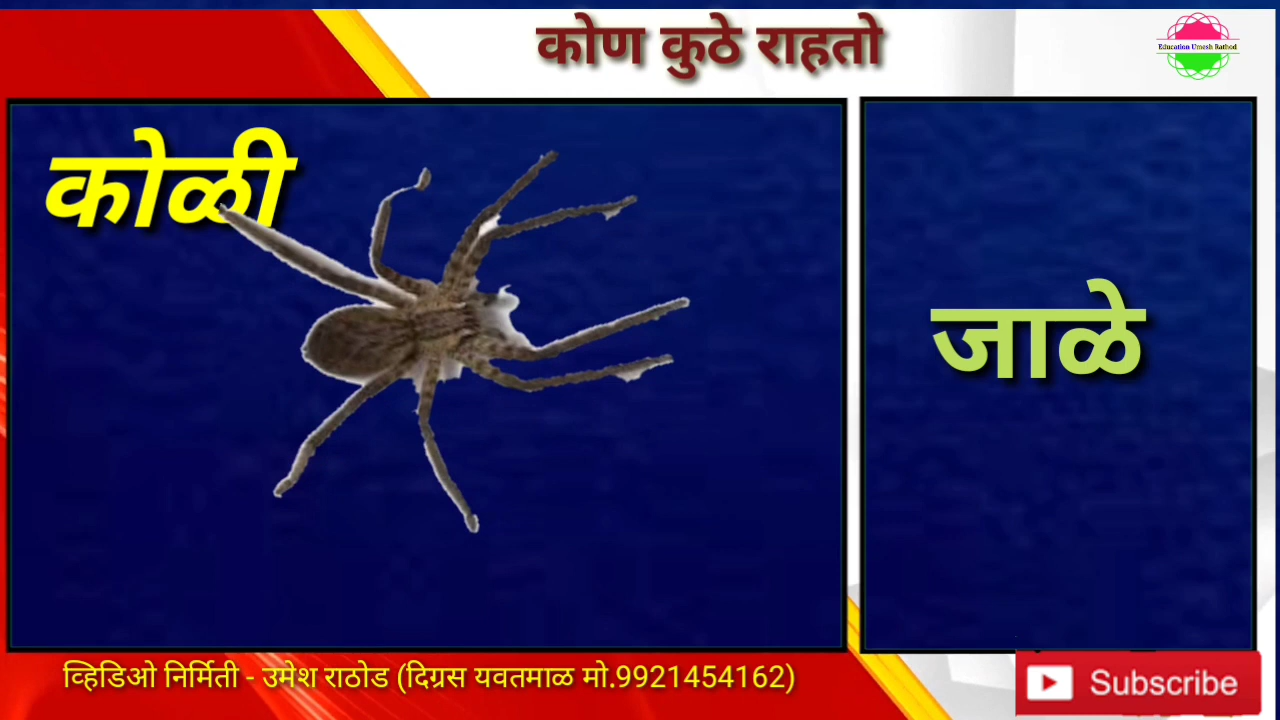 कोण कुठे राहतो
Education Umesh Rathod
कोळी
जाळे
व्हिडिओ निर्मिती - उमेश राठोड (दिग्रस यवतमाळ मो.9921454162)
Subscribe